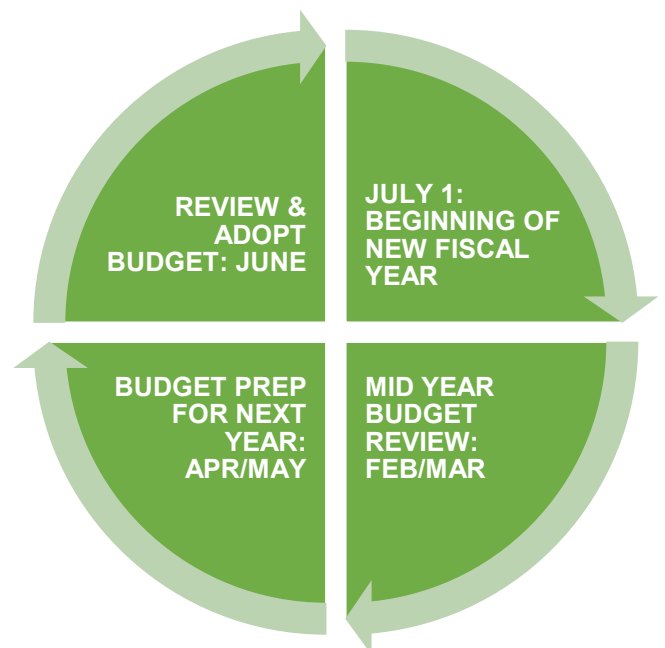 REVIEW &
ADOPT
BUDGET: JUNE
JULY 1:
BEGINNING OF
NEW FISCAL
YEAR
BUDGET PREP
FOR NEXT
YEAR:
APR/MAY
MID YEAR
BUDGET
REVIEW:
FEB/MAR